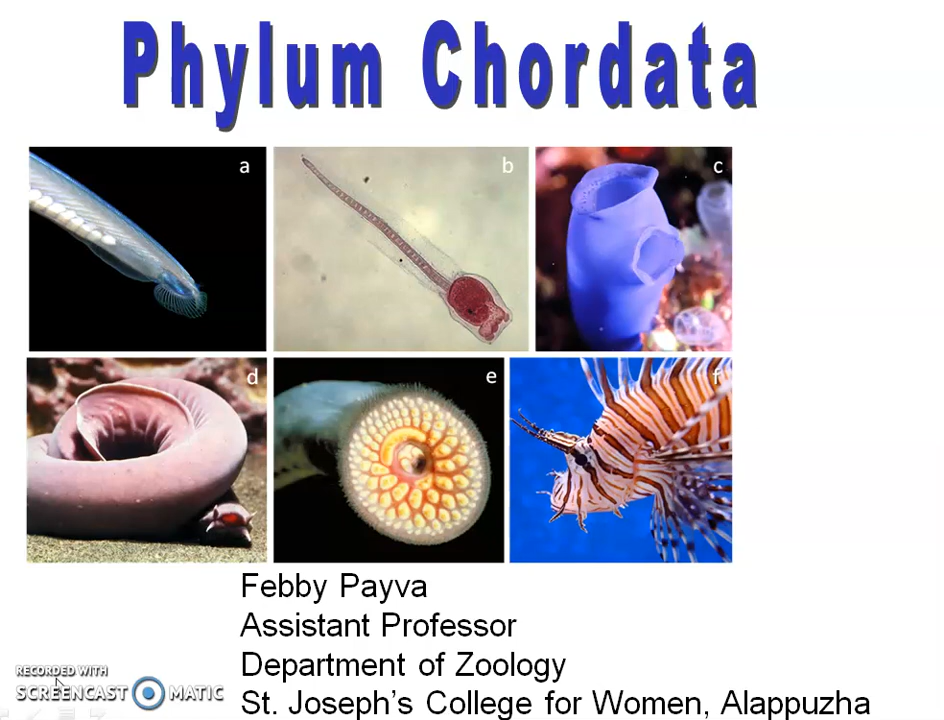 Phylum Chordata
a
b
c
d
e
f
Febby Payva
Assistant Professor
Department of Zoology
St. Joseph’s College for Women, Alappuzha
RECORDED WITH
SCREENCAST MATIC